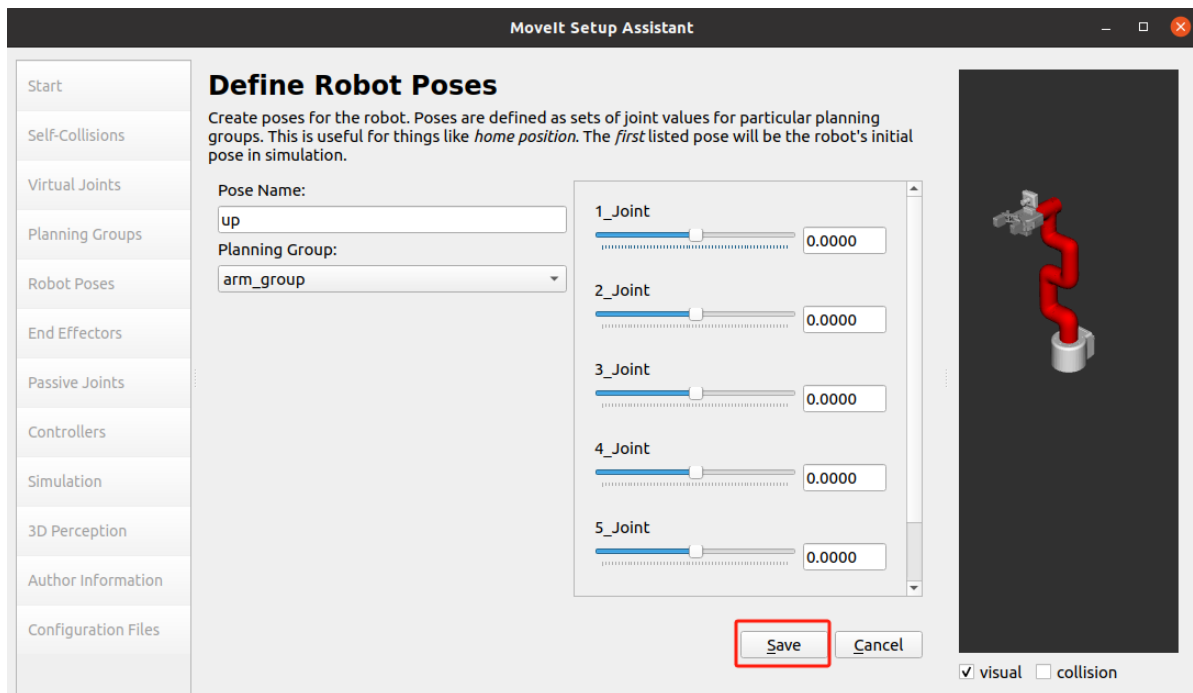 MoveIt Setup Assistant
Start
Self-Collisions
Virtual Joints
Planning Groups
Robot Poses
End Effectors
Passive Joints
Controllers
Simulation
3D Perception
Author Information
Configuration Files
Define Robot Poses
Create poses for the robot. Poses are defined as sets of joint values for particular planning
groups. This is useful for things like home position. The first listed pose will be the robot's initial
pose in simulation.
Pose Name:
up
Planning Group:
arm_group
1_Joint
0.0000
2_Joint
0.0000
3_Joint
0.0000
4_Joint
0.0000
5_Joint
0.0000
Save
Cancel
visual
collision